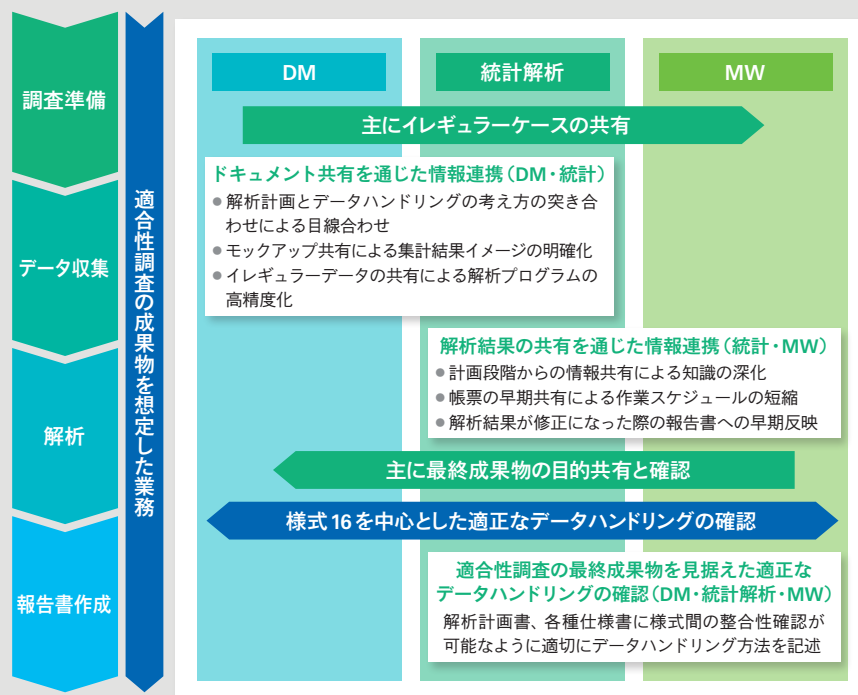 調査準備
データ収集
解析
報告書作成
適合性調査の成果物を想定した業務
DM
統計解析
MW
主にイレギュラーケースの共有
ドキュメント共有を通じた情報連携（DM・統計）
● 解析計画とデータハンドリングの考え方の突き合
わせによる目線合わせ
● モックアップ共有による集計結果イメージの明確化
● イレギュラーデータの共有による解析プログラムの
高精度化
解析結果の共有を通じた情報連携（統計・MW）
● 計画段階からの情報共有による知識の深化
● 帳票の早期共有による作業スケジュールの短縮
● 解析結果が修正になった際の報告書への早期反映
主に最終成果物の目的共有と確認
様式16を中心とした適正なデータハンドリングの確認
適合性調査の最終成果物を見据えた適正な
データハンドリングの確認（DM・統計解析・MW）
解析計画書、各種仕様書に様式間の整合性確認が
可能なように適切にデータハンドリング方法を記述